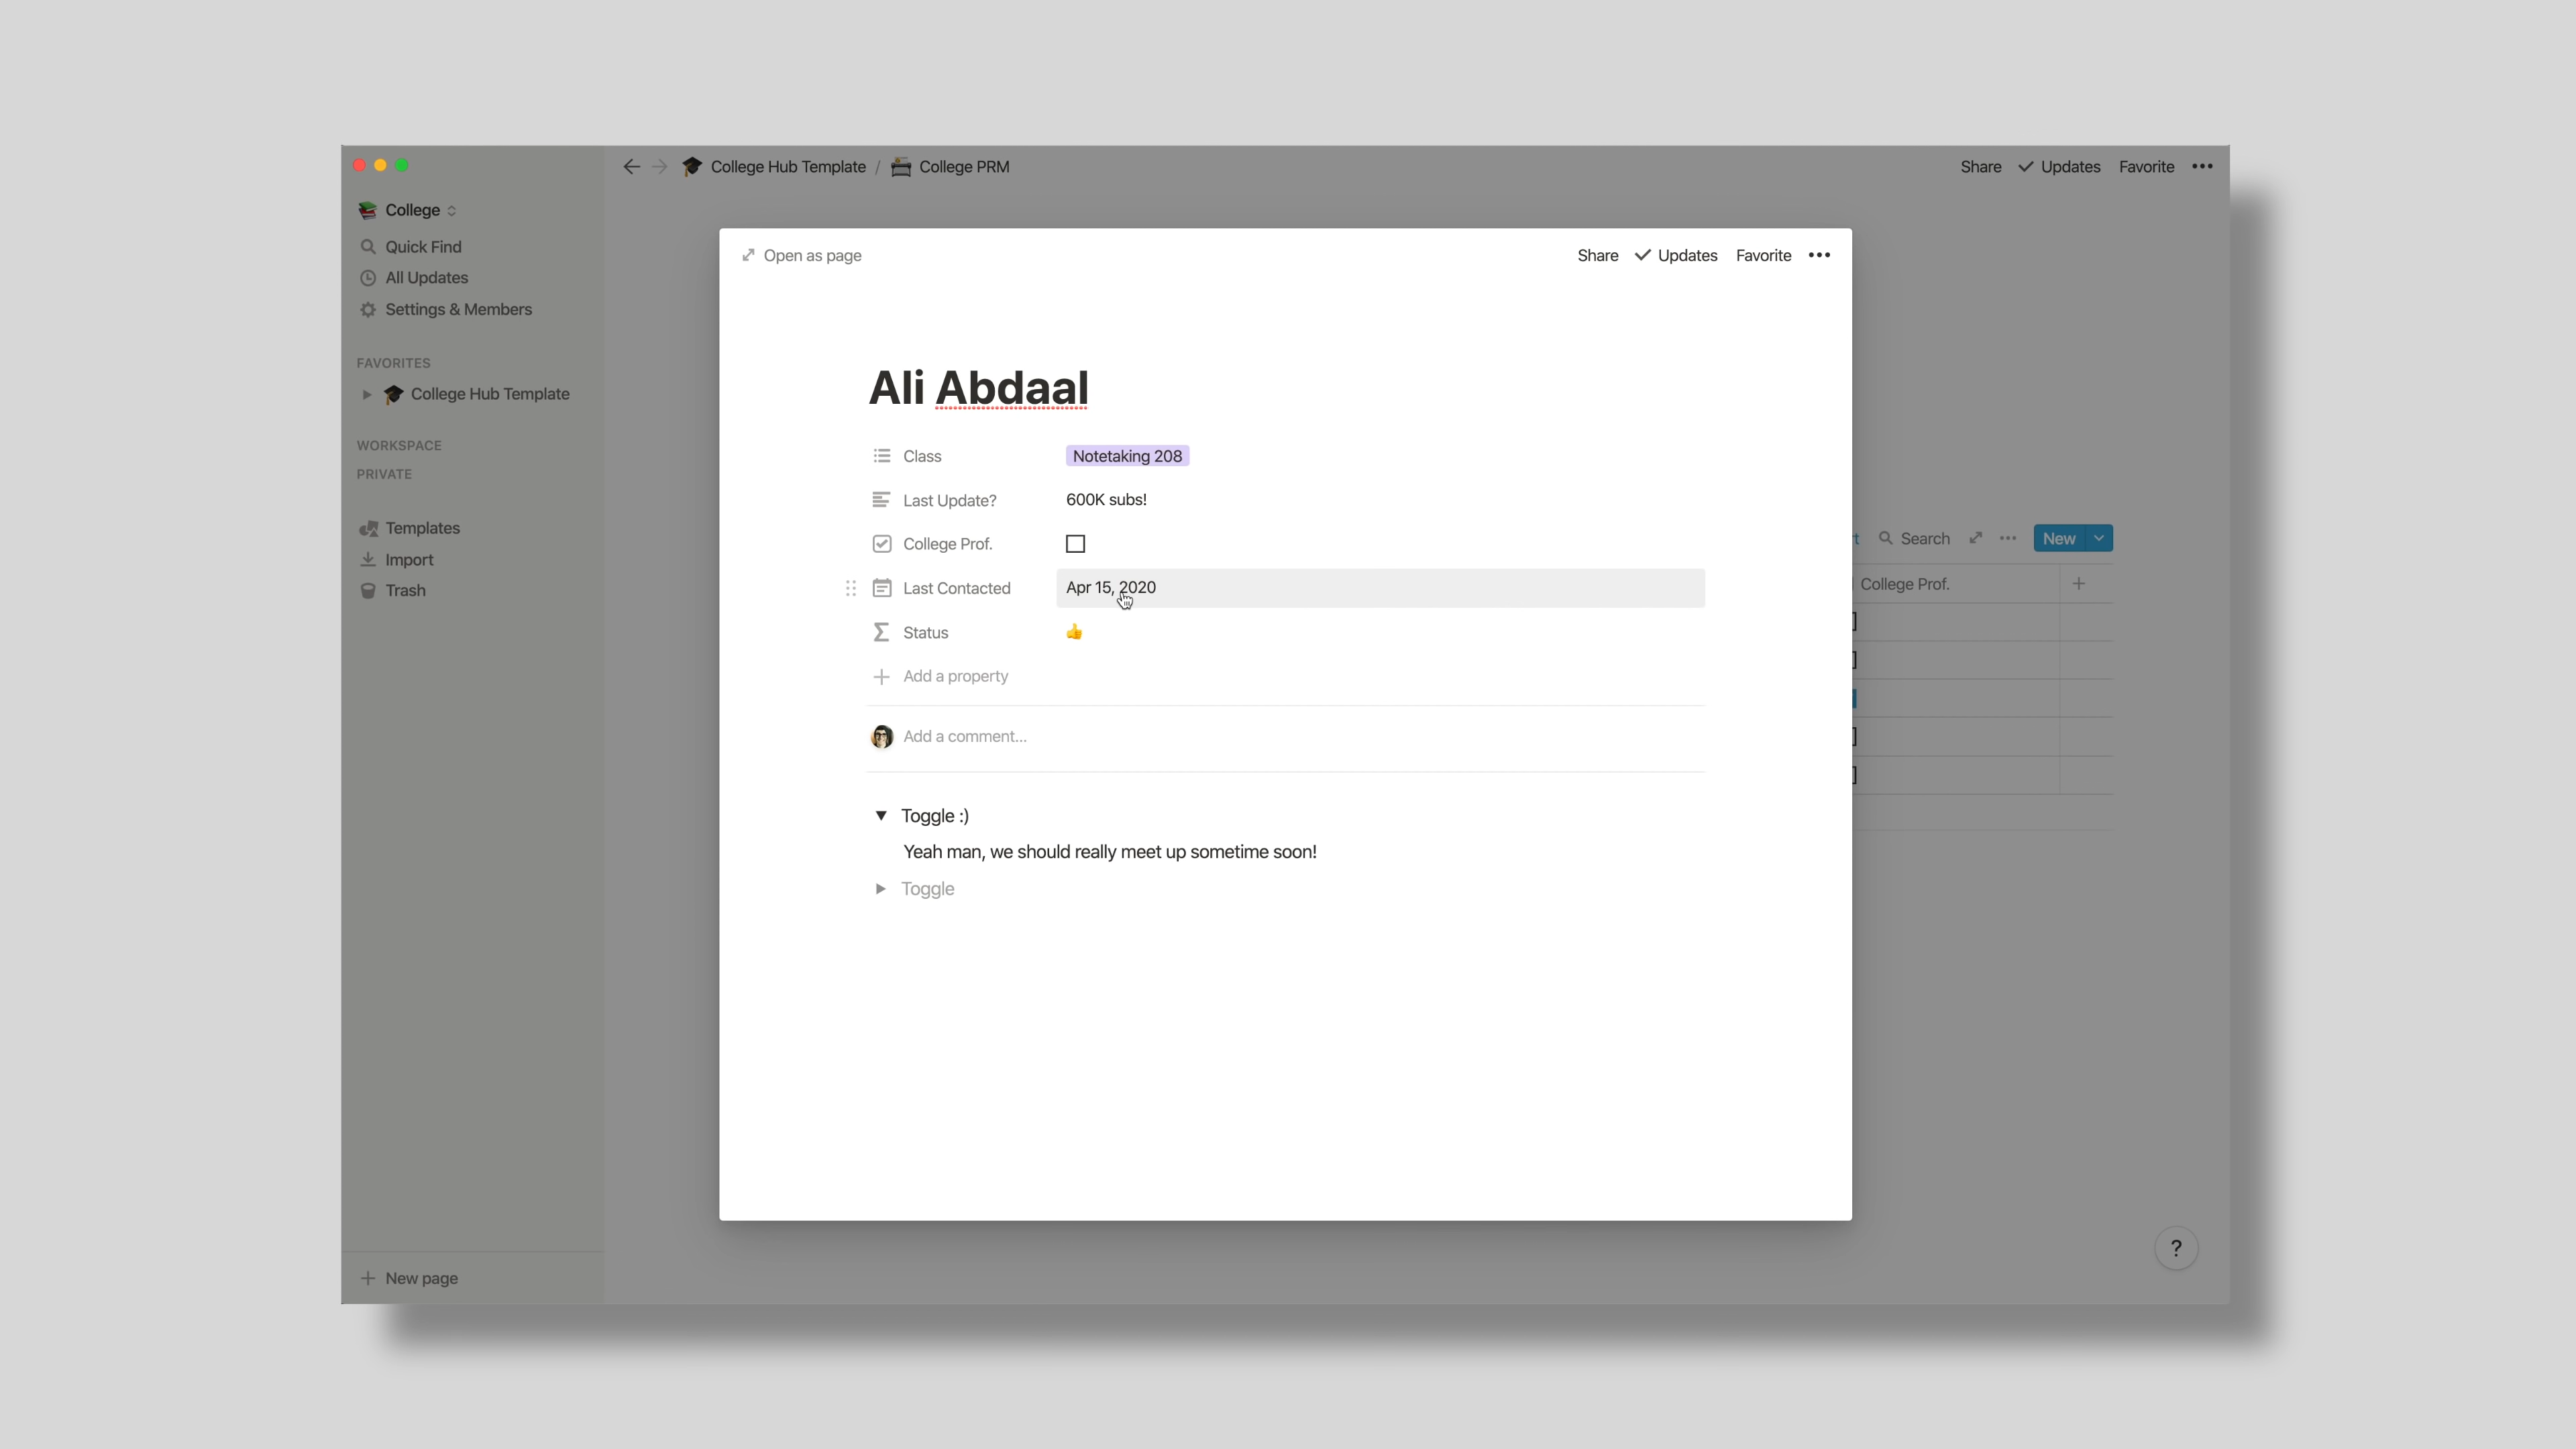 College Hub Template / College PRM
Share Updates Favorite
College
Quick Find
All Updates
Settings & Members
FAVORITES
College Hub Template
WORKSPACE
PRIVATE
Templates
Import
Trash
New page
Open as page
Share Updates Favorite
Ali Abdaal
Class Notetaking 208
Last Update? 600K subs!
College Prof.
Last Contacted Apr 15, 2020
Status 👍
Add a property
Add a comment...
Toggle :)
Yeah man, we should really meet up sometime soon!
Toggle
Search New
College Prof.
?